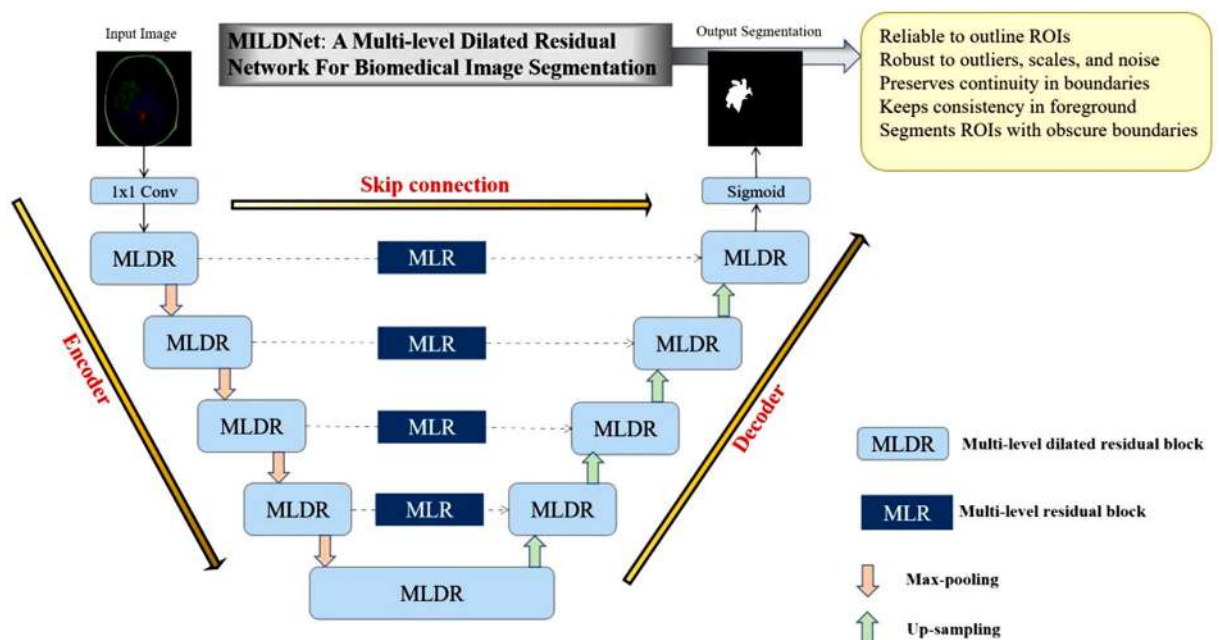 Input Image
MILDNet: A Multi-level Dilated Residual
Network For Biomedical Image Segmentation
Output Segmentation
Reliable to outline ROIs
Robust to outliers, scales, and noise
Preserves continuity in boundaries
Keeps consistency in foreground
Segments ROIs with obscure boundaries
1x1 Conv
Skip connection
Sigmoid
MLDR
MLR
MLDR
MLDR
MLR
MLDR
Encoder
Decoder
MLDR
MLR
MLDR
MLDR
MLR
MLDR
MLDR
MLDR
Multi-level dilated residual block
MLR
Multi-level residual block
Max-pooling
Up-sampling